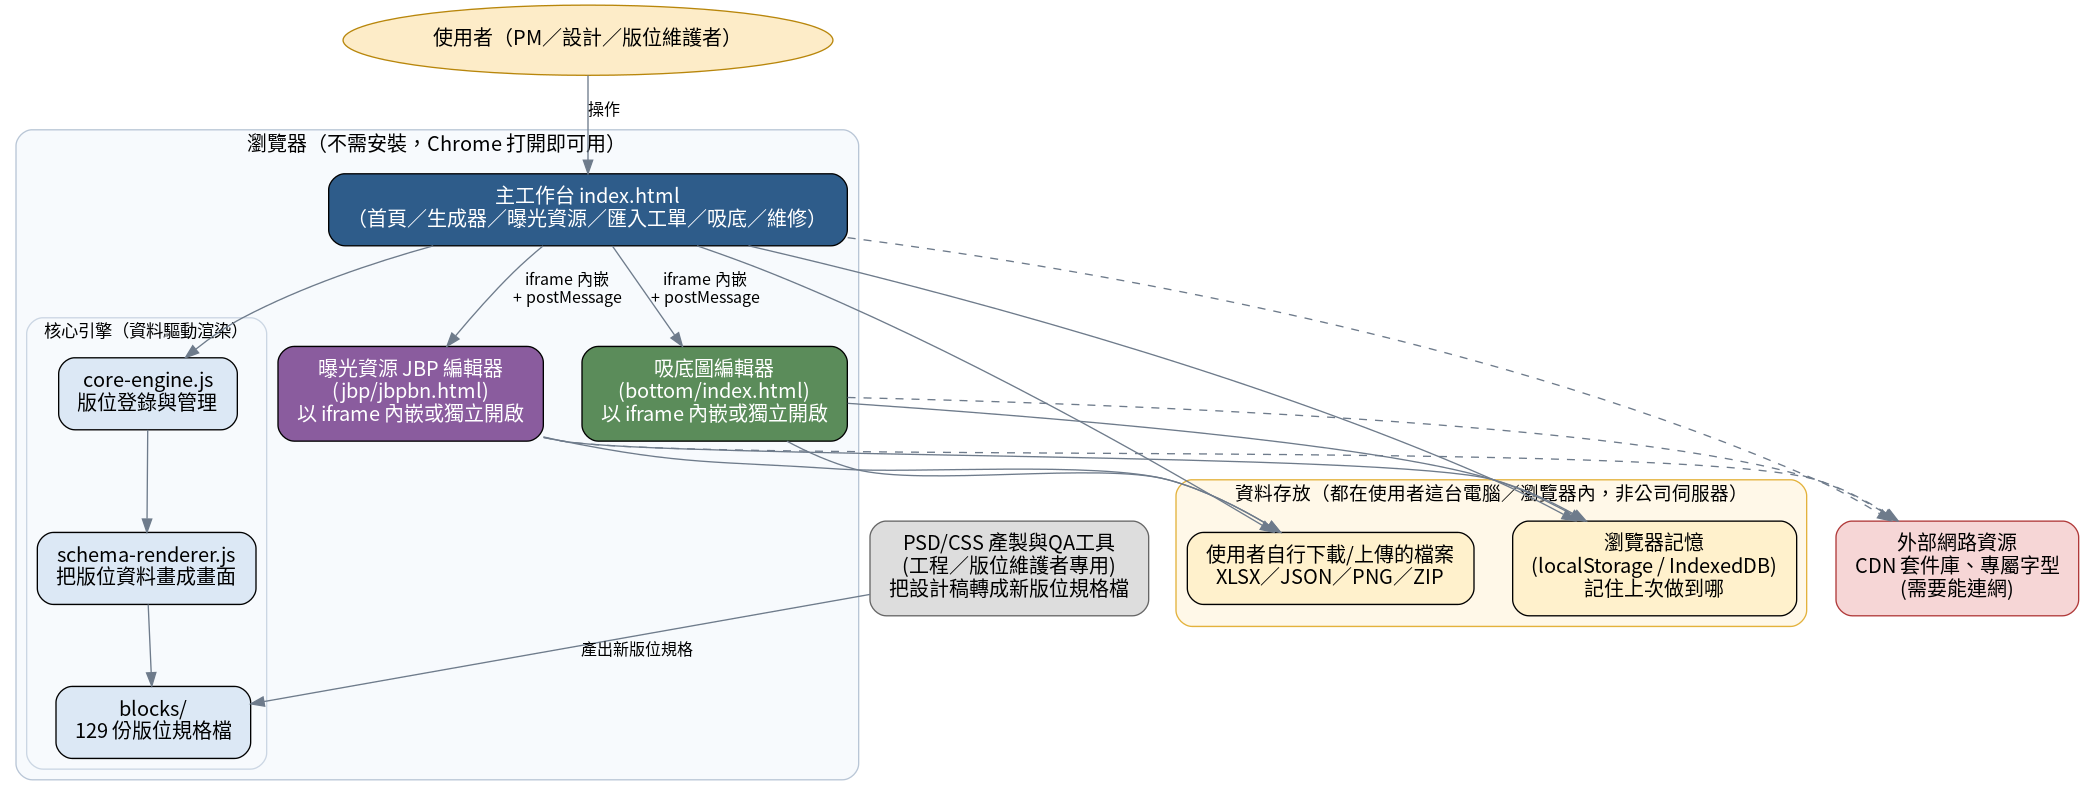 使用者（PM／設計／版位維護者）
操作
瀏覽器（不需安裝，Chrome 打開即可用）
主工作台 index.html
（首頁／生成器／曝光資源／匯入工單／吸底／維修）
iframe 內嵌
+ postMessage
iframe 內嵌
+ postMessage
核心引擎（資料驅動渲染）
core-engine.js
版位登錄與管理
曝光資源 JBP 編輯器
(jbp/jbpbn.html)
以 iframe 內嵌或獨立開啟
吸底圖編輯器
(bottom/index.html)
以 iframe 內嵌或獨立開啟
資料存放（都在使用者這台電腦／瀏覽器內，非公司伺服器）
schema-renderer.js
把版位資料畫成畫面
PSD/CSS 產製與QA工具
(工程／版位維護者專用)
把設計稿轉成新版位規格檔
使用者自行下載/上傳的檔案
XLSX／JSON／PNG／ZIP
瀏覽器記憶
(localStorage / IndexedDB)
記住上次做到哪
外部網路資源
CDN 套件庫、專屬字型
(需要能連網)
產出新版位規格
blocks/
129 份版位規格檔